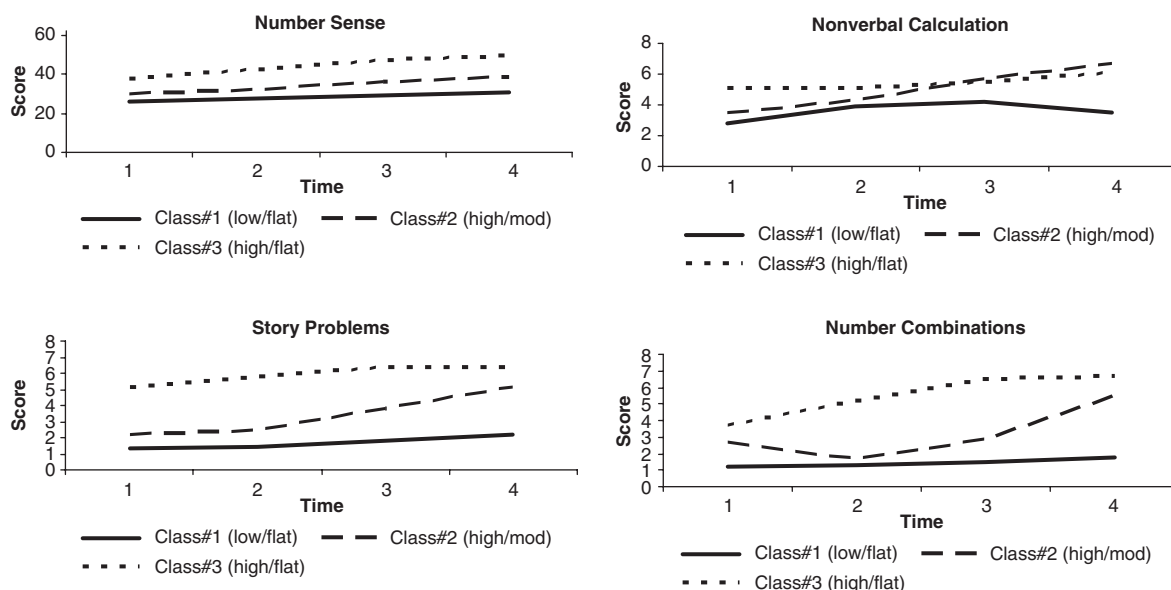 Number Sense
60
40
20
0
Score
1 2 3 4
Time
Class#1 (low/flat) Class#2 (high/mod)
Class#3 (high/flat)
Nonverbal Calculation
8
6
4
2
0
Score
1 2 3 4
Time
Class#1 (low/flat) Class#2 (high/mod)
Class#3 (high/flat)
Story Problems
8
7
6
5
4
3
2
1
0
Score
1 2 3 4
Time
Class#1 (low/flat) Class#2 (high/mod)
Class#3 (high/flat)
Number Combinations
8
7
6
5
4
3
2
1
0
Score
1 2 3 4
Time
Class#1 (low/flat) Class#2 (high/mod)
Class#3 (high/flat)